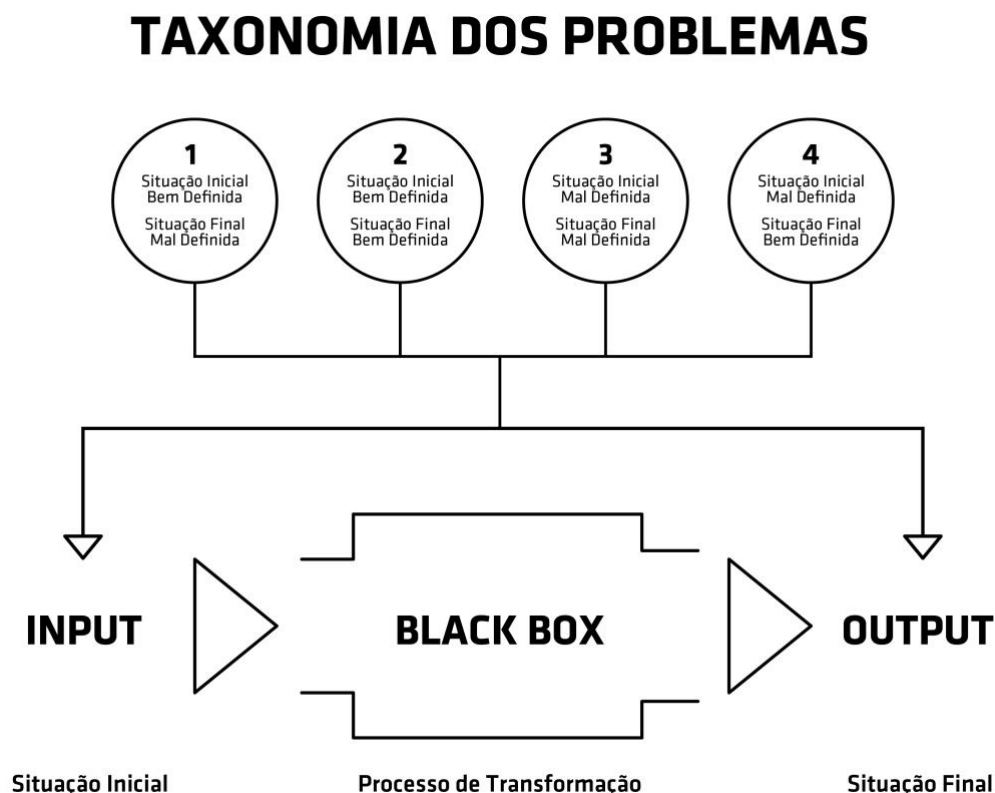 TAXONOMIA DOS PROBLEMAS
1
Situação Inicial
Bem Definida
Situação Final
Mal Definida
2
Situação Inicial
Bem Definida
Situação Final
Bem Definida
3
Situação Inicial
Mal Definida
Situação Final
Mal Definida
4
Situação Inicial
Mal Definida
Situação Final
Bem Definida
INPUT
BLACK BOX
OUTPUT
Situação Inicial
Processo de Transformação
Situação Final